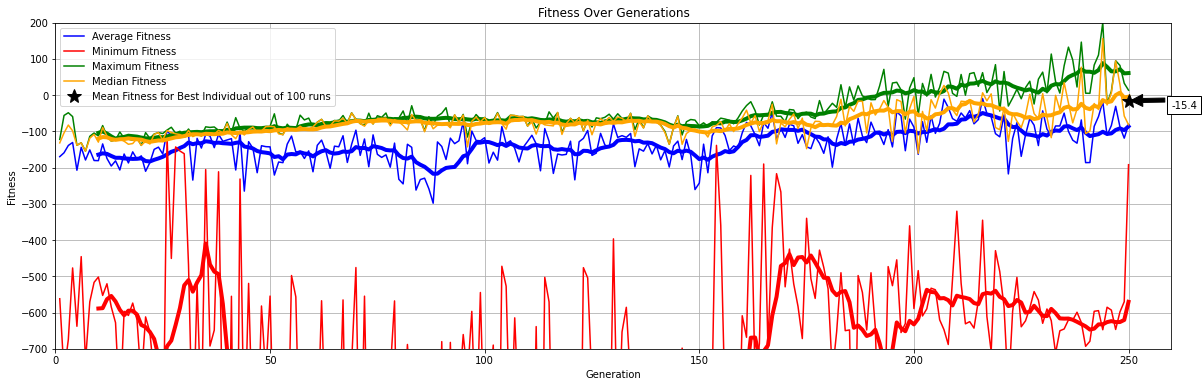 Fitness Over Generations
Average Fitness
Minimum Fitness
Maximum Fitness
Median Fitness
Mean Fitness for Best Individual out of 100 runs
200
100
0
−100
−200
−300
−400
−500
−600
−700
Fitness
-15.4
0
50
100
150
200
250
Generation